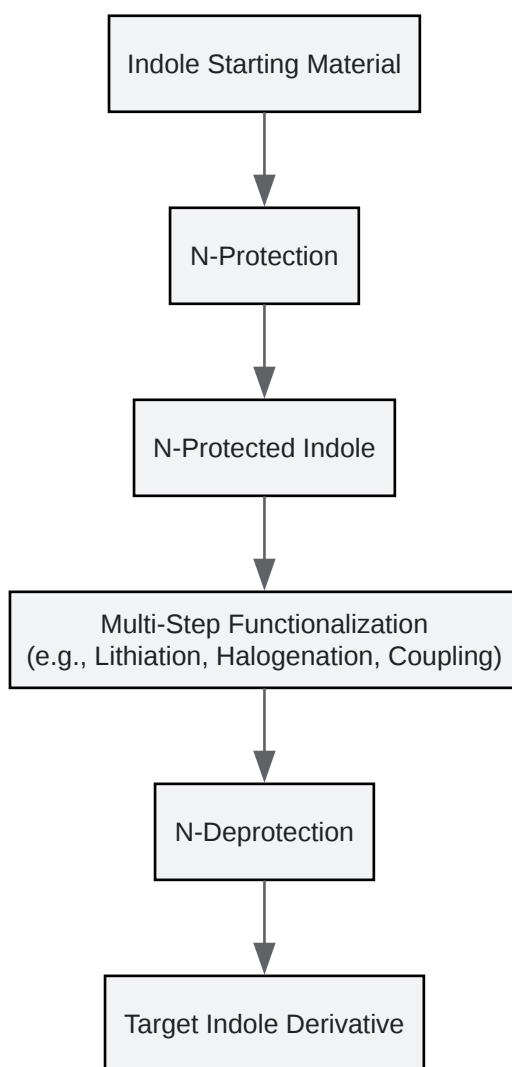 Indole Starting Material
N-Protection
N-Protected Indole
Multi-Step Functionalization
(e.g., Lithiation, Halogenation, Coupling)
N-Deprotection
Target Indole Derivative